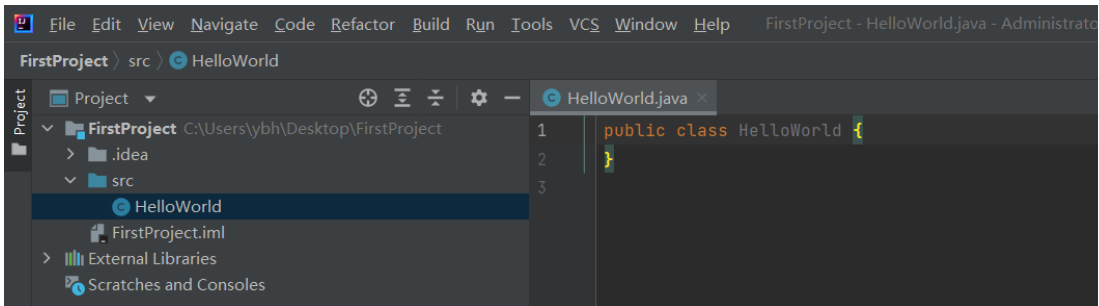 File Edit View Navigate Code Refactor Build Run Tools VCS Window Help FirstProject - HelloWorld.java - Administrato
FirstProject 〉 src 〉 HelloWorld
Project
Project
HelloWorld.java
FirstProject C:\Users\ybh\Desktop\FirstProject
.idea
src
HelloWorld
FirstProject.iml
External Libraries
Scratches and Consoles
1 public class HelloWorld {
2 }
3